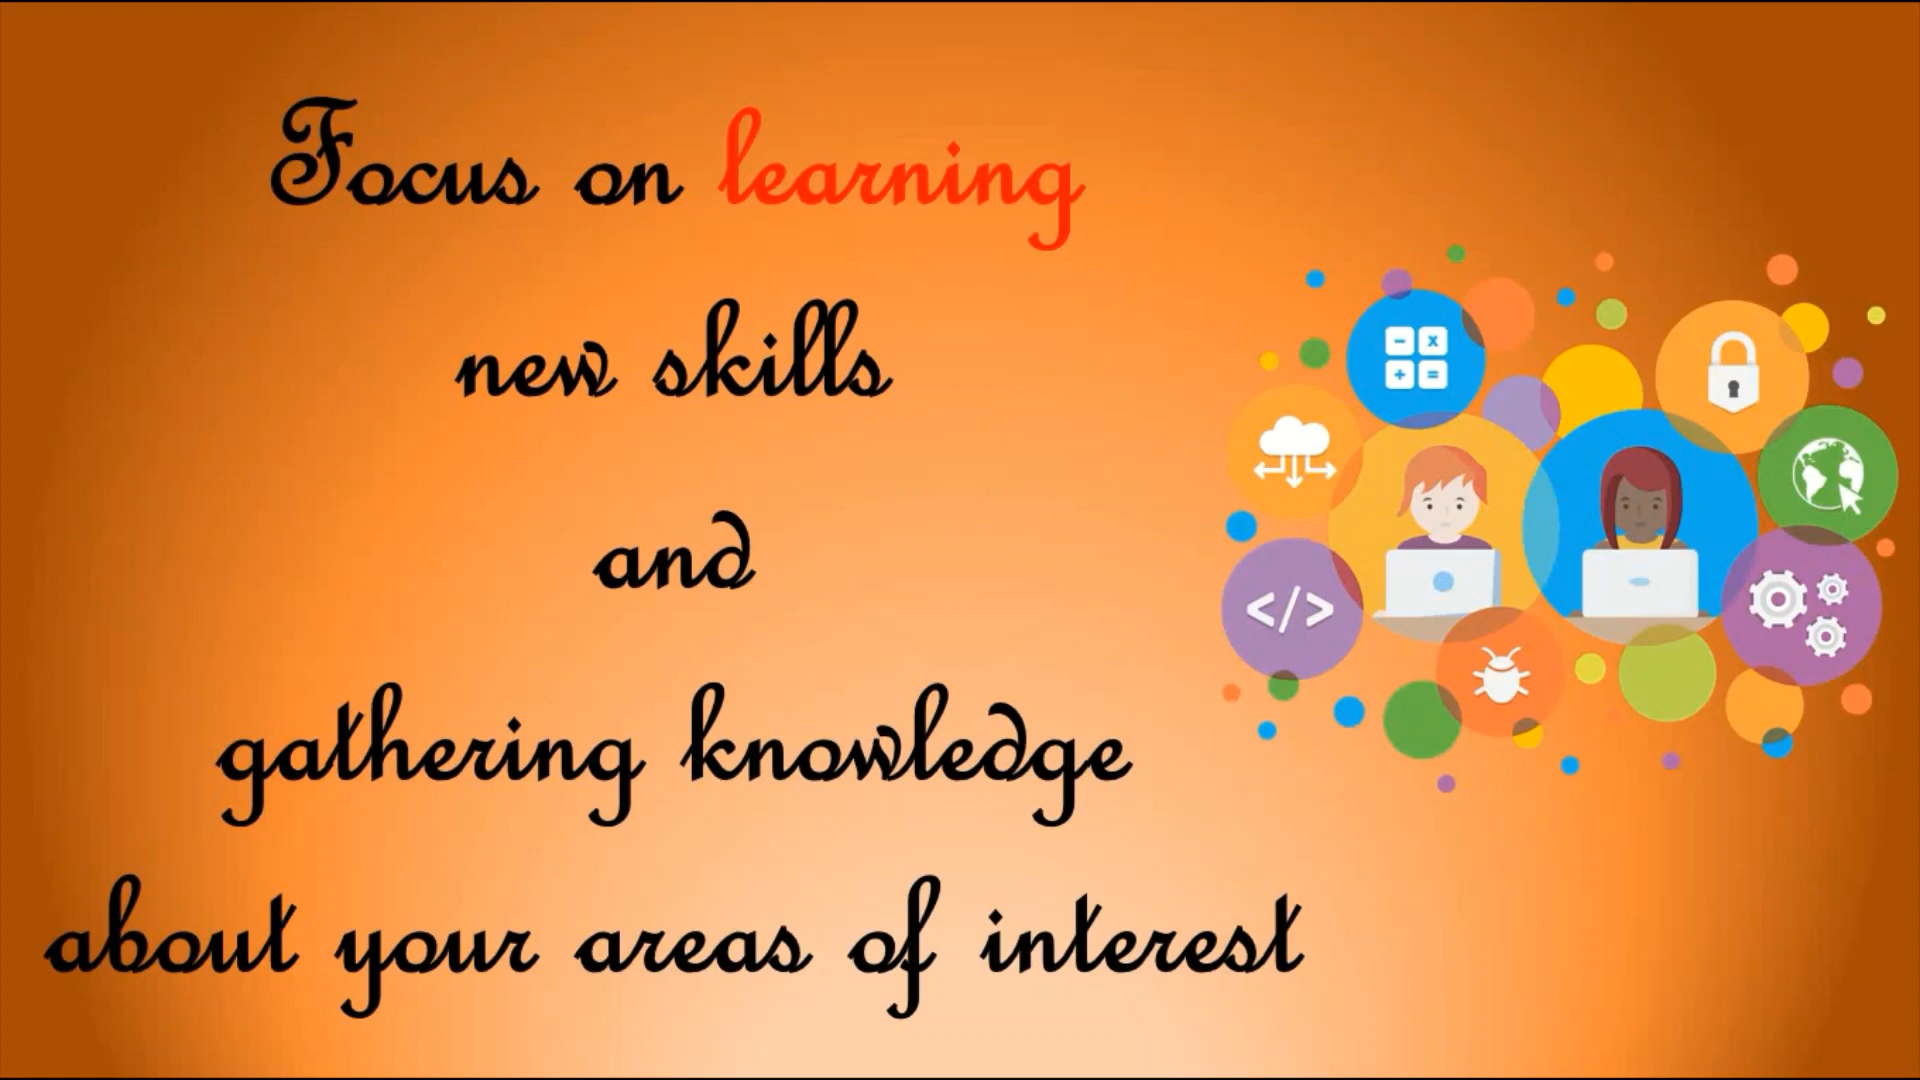 Focus on learning
new skills
and
gathering knowledge
about your areas of interest